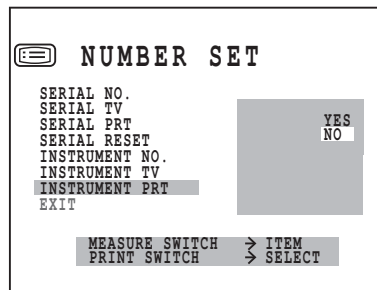 NUMBER SET
SERIAL NO.
SERIAL TV
SERIAL PRT
SERIAL RESET
INSTRUMENT NO.
INSTRUMENT TV
INSTRUMENT PRT
EXIT
YES
NO
MEASURE SWITCH → ITEM
PRINT SWITCH → SELECT